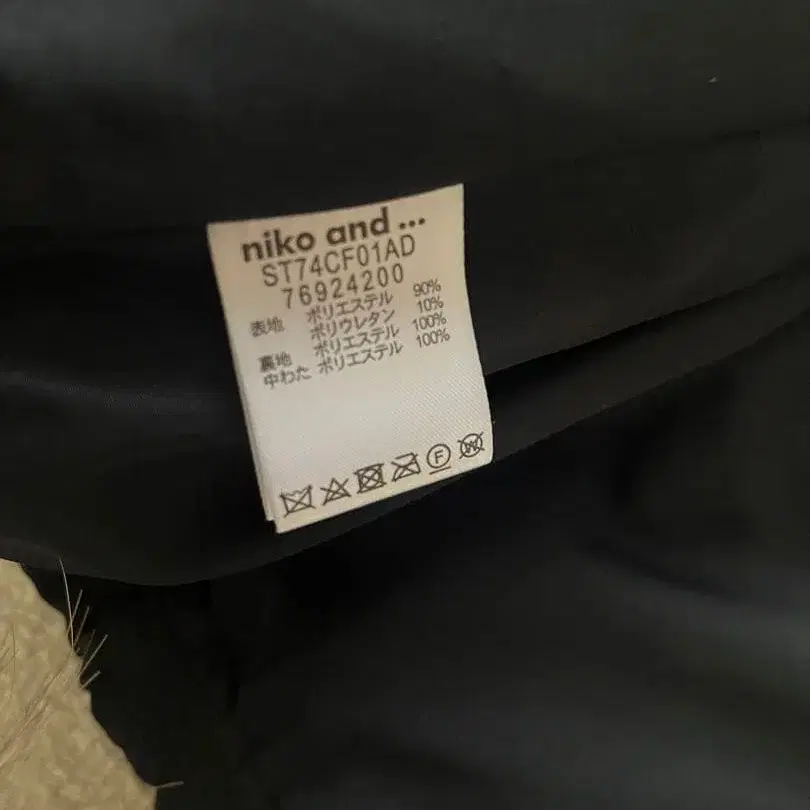 niko and ...
ST74CF01AD
76924200
表地 ポリエステル 90%
ポリウレタン 10%
裏地 ポリエステル 100%
中わた ポリエステル 100%
F W